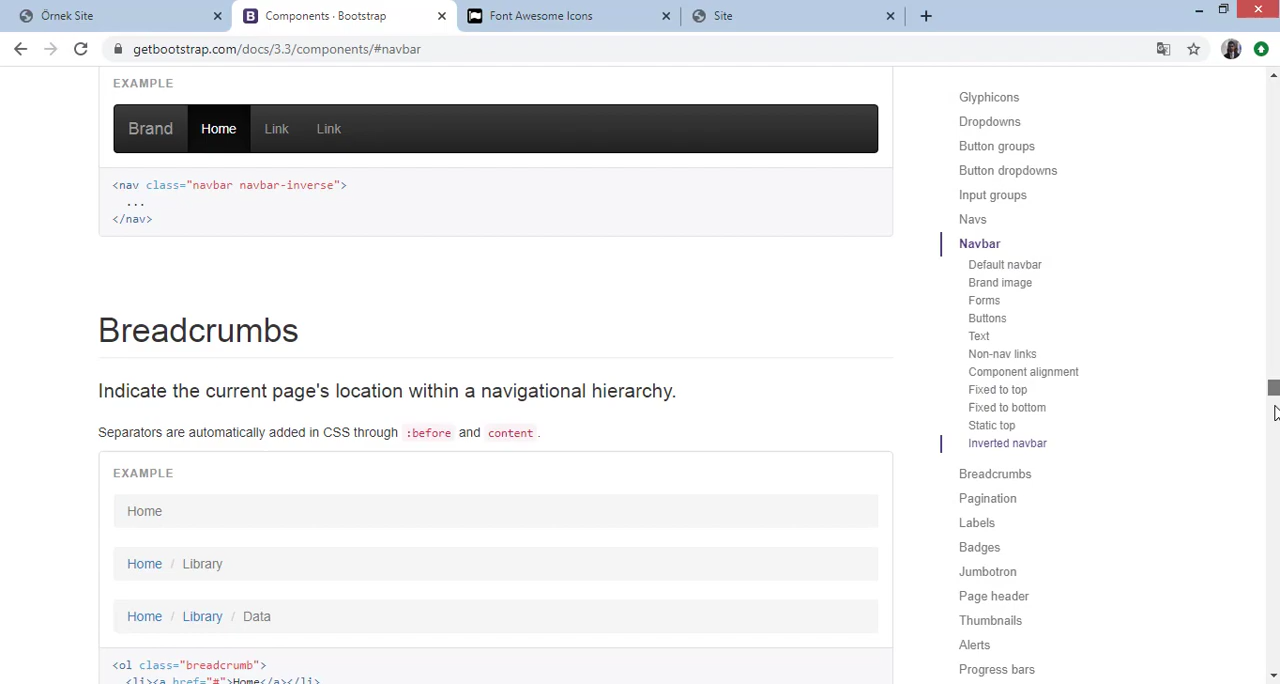 Örnek Site
Components · Bootstrap
Font Awesome Icons
Site
getbootstrap.com/docs/3.3/components/#navbar
EXAMPLE
Brand Home Link Link
<nav class="navbar navbar-inverse">
...
</nav>
Breadcrumbs
Indicate the current page's location within a navigational hierarchy.
Separators are automatically added in CSS through :before and content.
EXAMPLE
Home
Home / Library
Home / Library / Data
<ol class="breadcrumb">
<li><a href="#">Home</a></li>
Glyphicons
Dropdowns
Button groups
Button dropdowns
Input groups
Navs
Navbar
Default navbar
Brand image
Forms
Buttons
Text
Non-nav links
Component alignment
Fixed to top
Fixed to bottom
Static top
Inverted navbar
Breadcrumbs
Pagination
Labels
Badges
Jumbotron
Page header
Thumbnails
Alerts
Progress bars